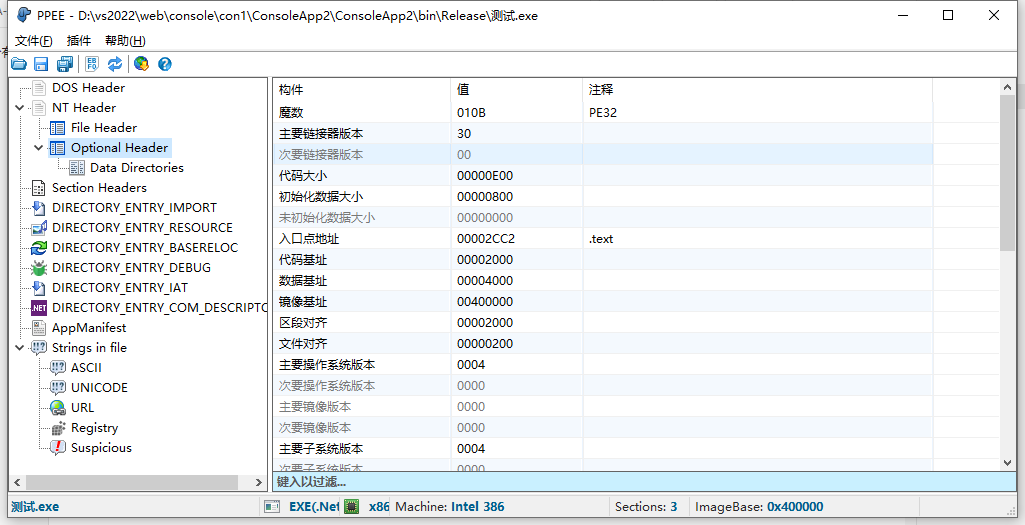 PPEE - D:\vs2022\web\console\con1\ConsoleApp2\ConsoleApp2\bin\Release\测试.exe
文件(F) 插件 帮助(H)
DOS Header
NT Header
File Header
Optional Header
Data Directories
Section Headers
DIRECTORY_ENTRY_IMPORT
DIRECTORY_ENTRY_RESOURCE
DIRECTORY_ENTRY_BASERELOC
DIRECTORY_ENTRY_DEBUG
DIRECTORY_ENTRY_IAT
.NET DIRECTORY_ENTRY_COM_DESCRIPTO
AppManifest
Strings in file
ASCII
UNICODE
URL
Registry
Suspicious
构件 值 注释
魔数 010B PE32
主要链接器版本 30
次要链接器版本 00
代码大小 00000E00
初始化数据大小 00000800
未初始化数据大小 00000000
入口点地址 00002CC2 .text
代码基址 00002000
数据基址 00004000
镜像基址 00400000
区段对齐 00002000
文件对齐 00000200
主要操作系统版本 0004
次要操作系统版本 0000
主要镜像版本 0000
次要镜像版本 0000
主要子系统版本 0004
次要子系统版本 0000
键入以过滤...
测试.exe EXE(.Net x86 Machine: Intel 386 Sections: 3 ImageBase: 0x400000